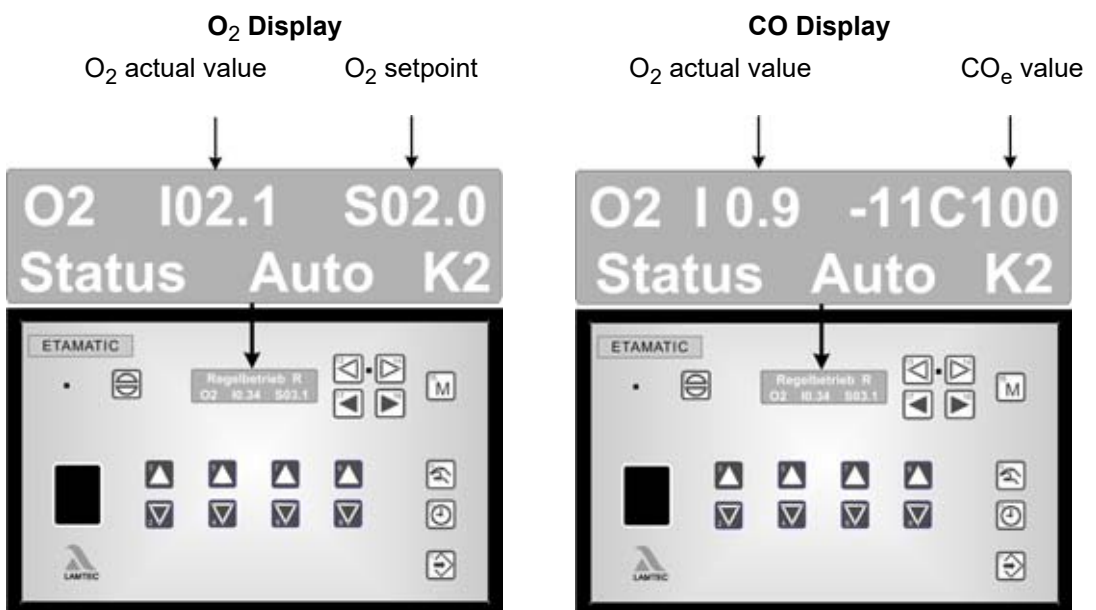 O2 Display
O2 actual value O2 setpoint
O2 I02.1 S02.0
Status Auto K2
ETAMATIC
Regelbetrieb R
O2 I0.34 S03.1
M
LAMTEC
CO Display
O2 actual value COe value
O2 I 0.9 -11C100
Status Auto K2
ETAMATIC
Regelbetrieb R
O2 I0.34 S03.1
M
LAMTEC